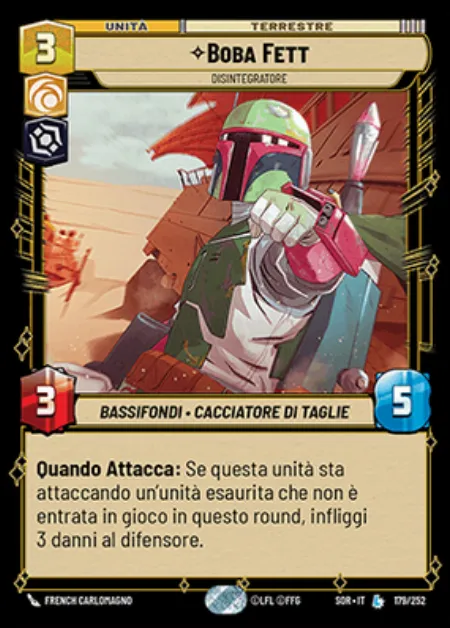 UNITÀ
TERRESTRE
3
BOBA FETT
DISINTEGRATORE
3
BASSIFONDI • CACCIATORE DI TAGLIE
5
Quando Attacca: Se questa unità sta
attaccando un'unità esaurita che non è
entrata in gioco in questo round, infliggi
3 danni al difensore.
FRENCH CARLOMAGNO
©LFL ©FFG
SOR • IT
L
179/252